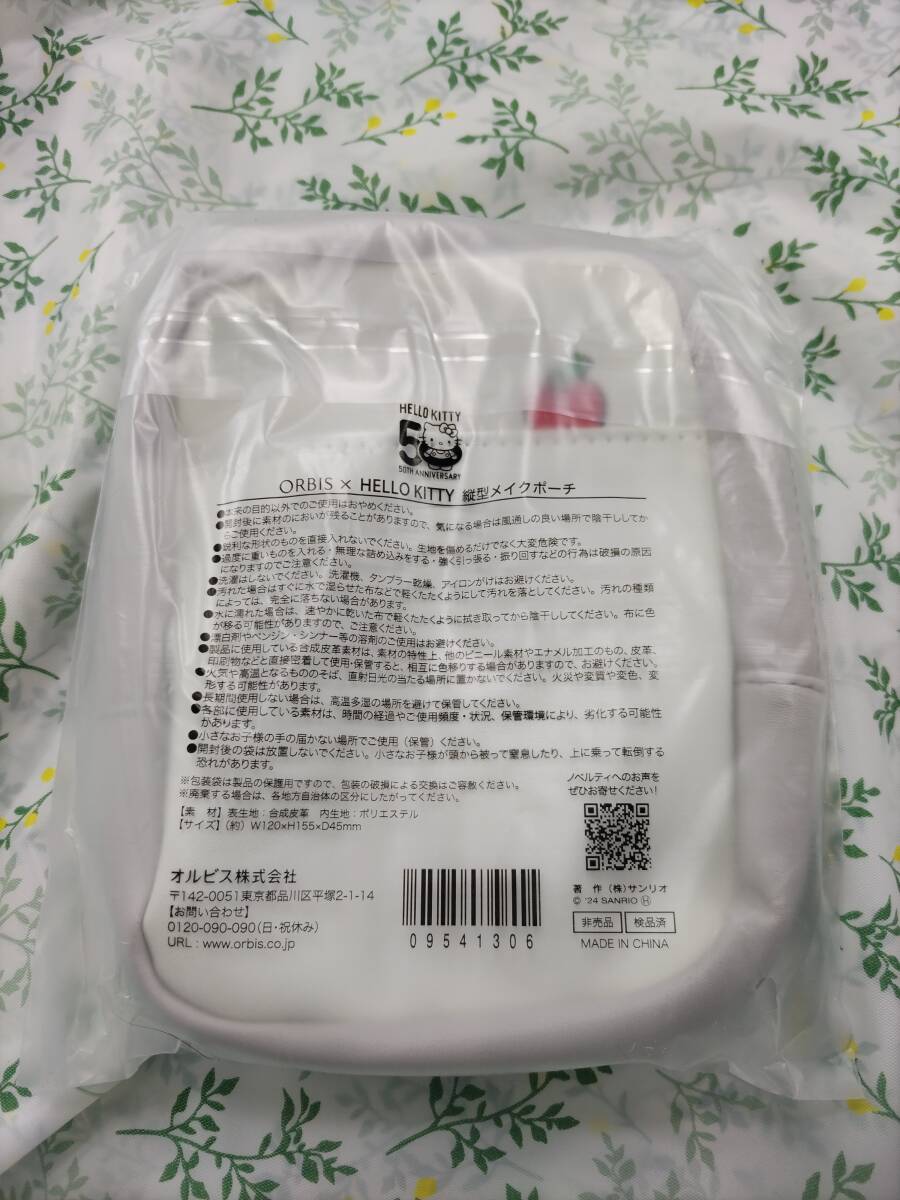 HELLO KITTY
50
50TH ANNIVERSARY
ORBIS × HELLO KITTY 縦型メイクポーチ
●本来の目的以外でのご使用はおやめください。
●開封後に素材のにおいが残ることがありますので、気になる場合は風通しの良い場所で陰干ししてか
らご使用ください。
●鋭利な形状のものを直接入れないでください。生地を傷めるだけでなく大変危険です。
●過度に重いものを入れる・無理な詰め込みをする・強く引っ張る・振り回すなどの行為は破損の原因
になりますのでご注意ください。
●洗濯はしないでください。洗濯機、タンブラー乾燥、アイロンがけはお避けください。
●汚れた場合はすぐに水で湿らせた布などで軽くたたくようにして汚れを落としてください。汚れの種類
によっては、完全に落ちない場合があります。
●水に濡れた場合は、速やかに乾いた布で軽くたたくように拭き取ってから陰干ししてください。布に色
が移る可能性がありますので、ご注意ください。
●漂白剤やベンジン・シンナー等の溶剤のご使用はお避けください。
●製品に使用している合成皮革素材は、素材の特性上、他のビニール素材やエナメル加工のもの、皮革、
印刷物などと直接密着して使用・保管すると、相互に色移りする場合がありますので、お避けください。
●火気や高温となるもののそば、直射日光の当たる場所に置かないでください。火災や変質や変色、変
形する可能性があります。
●長期間使用しない場合は、高温多湿の場所を避けて保管してください。
●各部に使用している素材は、時間の経過やご使用頻度・状況、保管環境により、劣化する可能性
があります。
●小さなお子様の手の届かない場所でご使用（保管）ください。
●開封後の袋は放置しないでください。小さなお子様が頭から被って窒息したり、上に乗って転倒する
恐れがあります。
※包装袋は製品の保護用ですので、包装の破損による交換はご容赦ください。
※廃棄する場合は、各地方自治体の区分にしたがってください。
【素　材】表生地：合成皮革　内生地：ポリエステル
【サイズ】（約）W120×H155×D45mm
ノベルティへのお声を
ぜひお寄せください！
オルビス株式会社
〒142-0051東京都品川区平塚2-1-14
【お問い合わせ】
0120-090-090（日・祝休み）
URL：www.orbis.co.jp
09541306
著 作（株）サンリオ
© '24 SANRIO Ⓗ
非売品 検品済
MADE IN CHINA